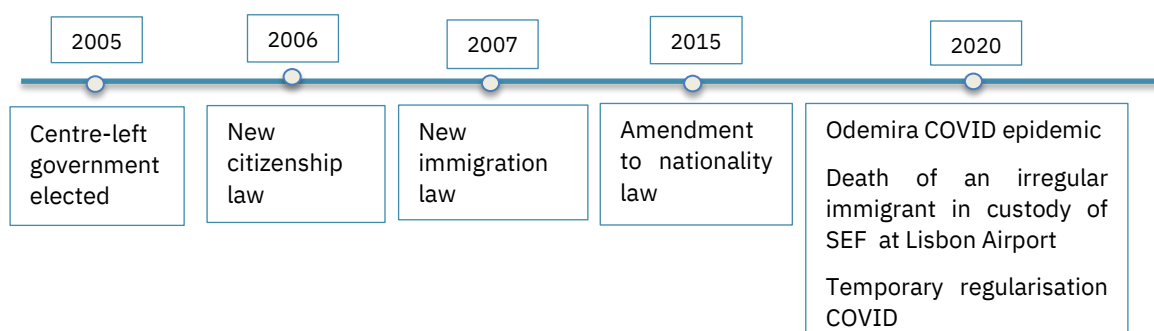 2005
2006
2007
2015
2020
Centre-left
government
elected
New
citizenship
law
New
immigration
law
Amendment
to nationality
law
Odemira COVID epidemic
Death of an irregular
immigrant in custody of
SEF at Lisbon Airport
Temporary regularisation
COVID